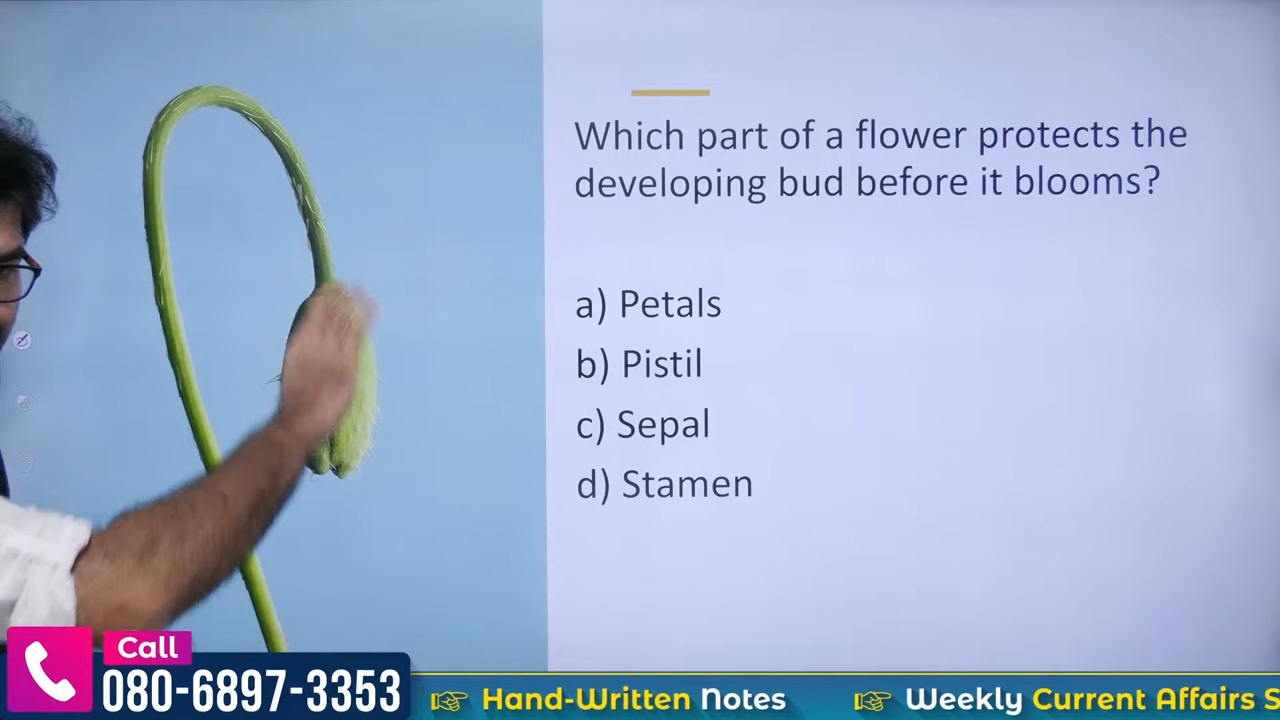 Which part of a flower protects the
developing bud before it blooms?
a) Petals
b) Pistil
c) Sepal
d) Stamen
Call
080-6897-3353
Hand-Written Notes
Weekly Current Affairs S